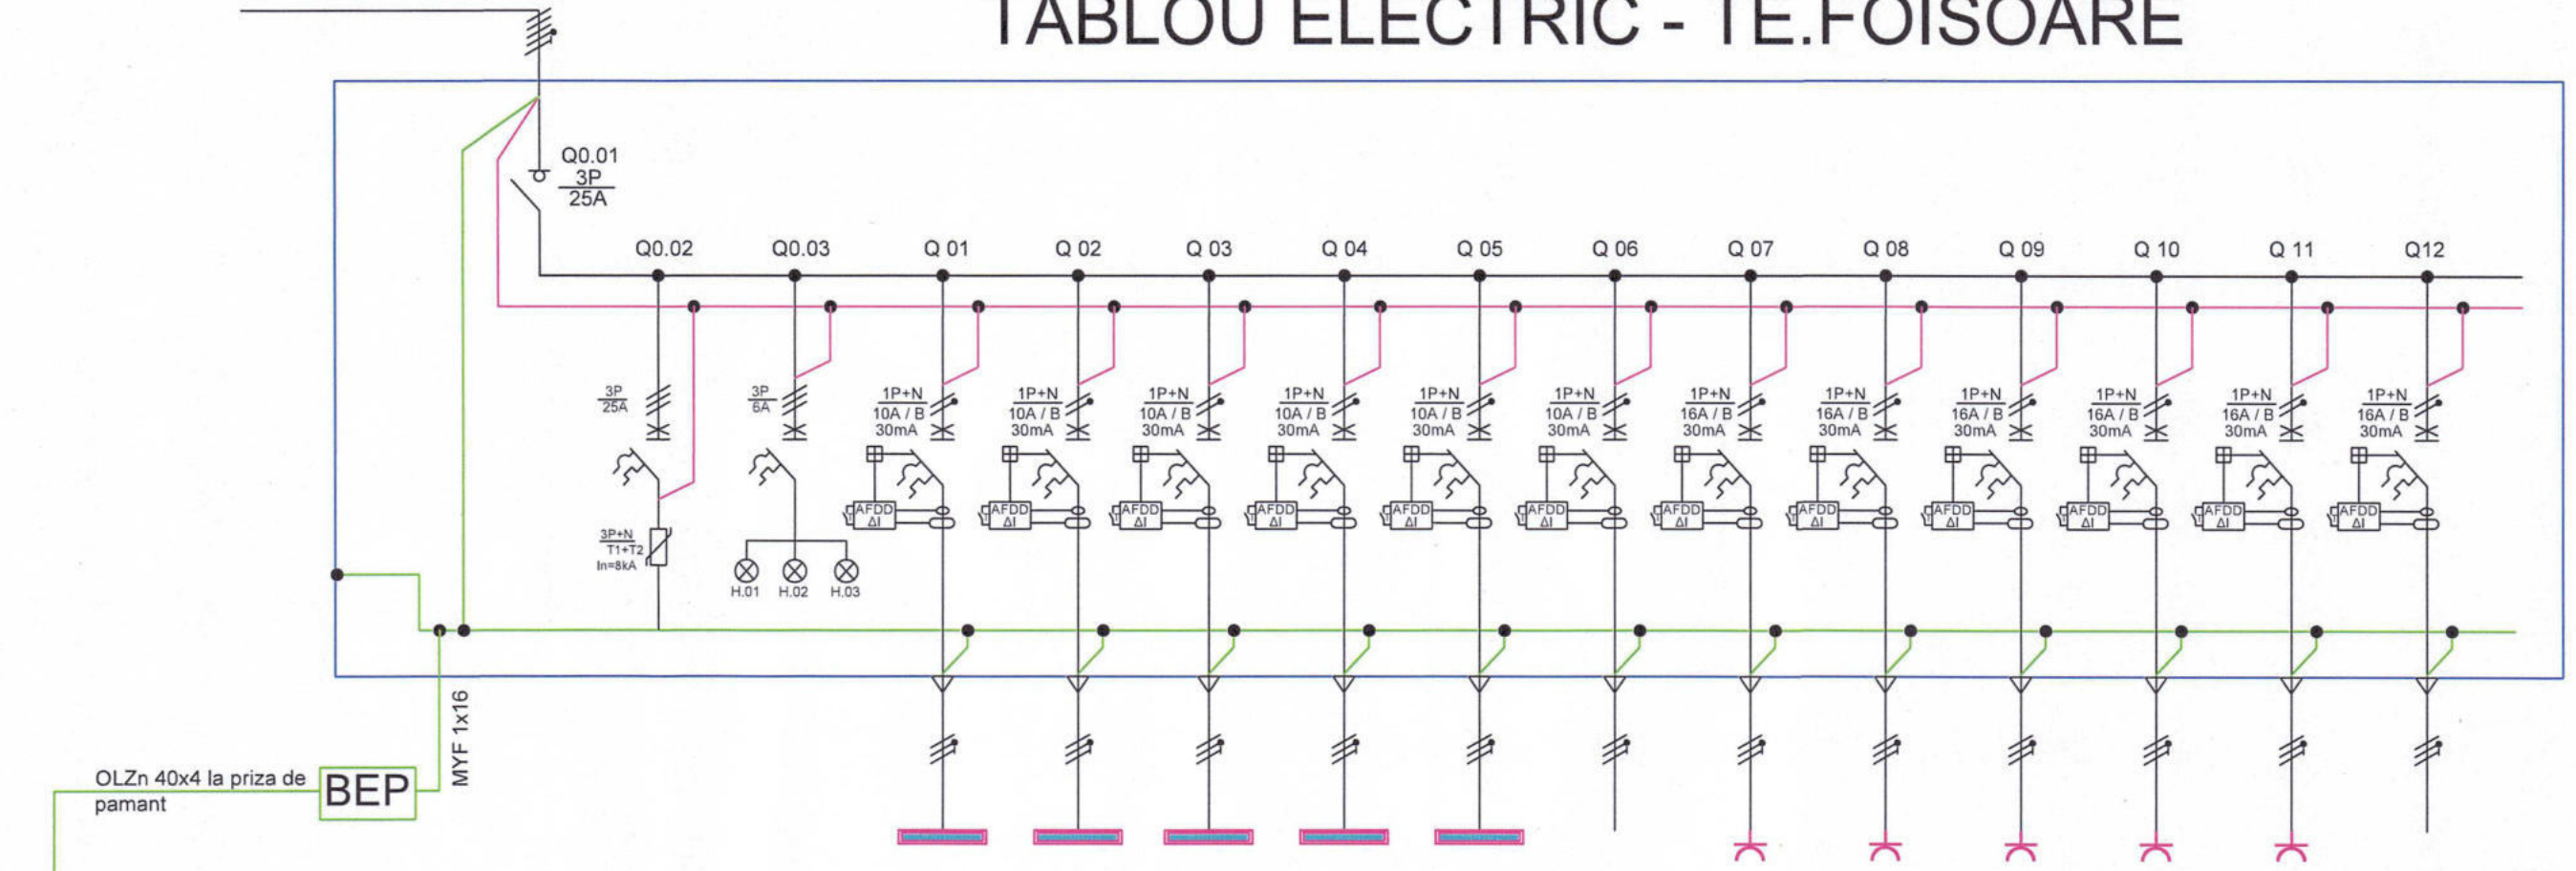 TABLOU ELECTRIC - TE.FOISOARE
Q0.01
3P
25A
Q0.02
Q0.03
Q 01
Q 02
Q 03
Q 04
Q 05
Q 06
Q 07
Q 08
Q 09
Q 10
Q 11
Q12
3P
25A
3P
6A
1P+N
10A / B
30mA
1P+N
10A / B
30mA
1P+N
10A / B
30mA
1P+N
10A / B
30mA
1P+N
10A / B
30mA
1P+N
10A / B
30mA
1P+N
16A / B
30mA
1P+N
16A / B
30mA
1P+N
16A / B
30mA
1P+N
16A / B
30mA
1P+N
16A / B
30mA
1P+N
16A / B
30mA
AFDD
ΔI
AFDD
ΔI
AFDD
ΔI
AFDD
ΔI
AFDD
ΔI
AFDD
ΔI
AFDD
ΔI
AFDD
ΔI
AFDD
ΔI
AFDD
ΔI
AFDD
ΔI
AFDD
ΔI
3P+N
T1+T2
In=8kA
H.01
H.02
H.03
MYF 1x16
OLZn 40x4 la priza de
pamant
BEP